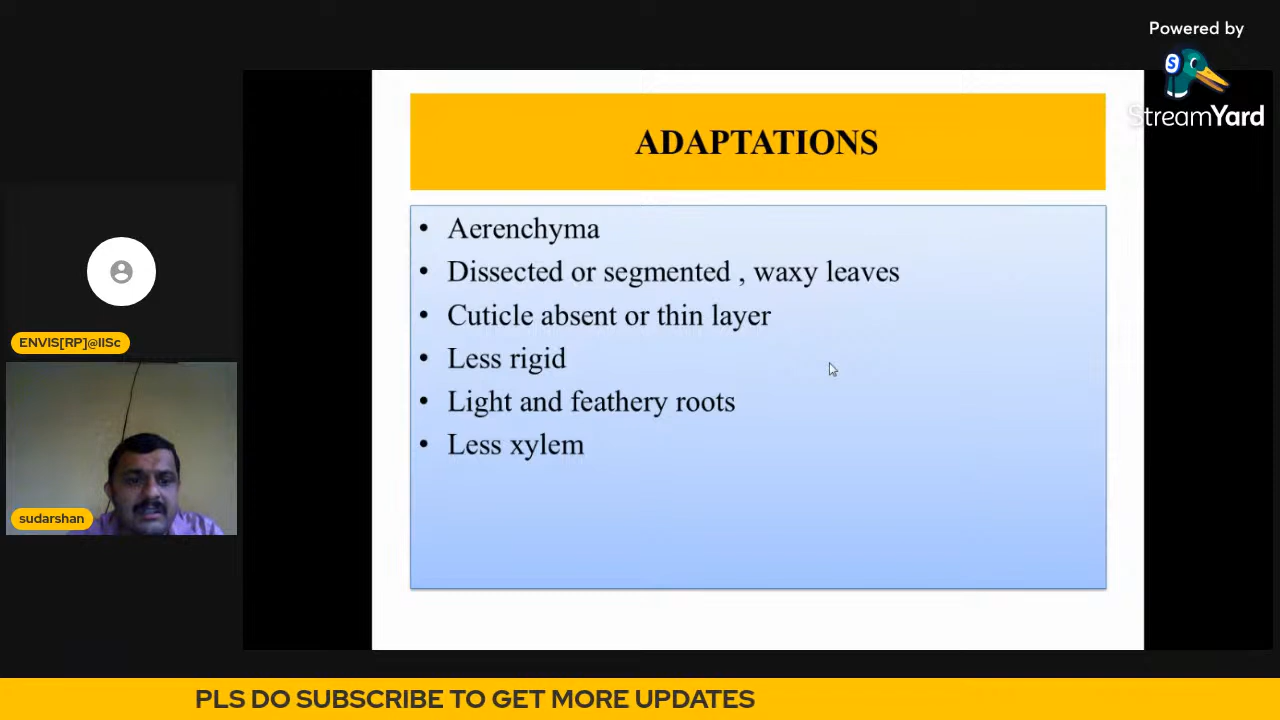 Powered by
StreamYard
ADAPTATIONS
• Aerenchyma
• Dissected or segmented , waxy leaves
• Cuticle absent or thin layer
• Less rigid
• Light and feathery roots
• Less xylem
ENVIS[RP]@IISc
sudarshan
PLS DO SUBSCRIBE TO GET MORE UPDATES